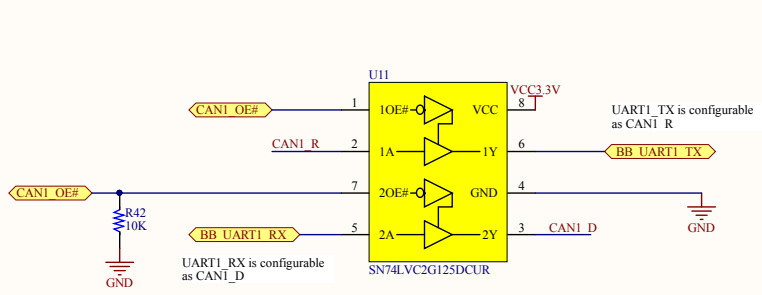 U11
VCC3.3V
CAN1_OE# 1 1OE# VCC 8
UART1_TX is configurable
as CAN1_R
CAN1_R 2 1A 1Y 6 BB_UART1_TX
CAN1_OE# 7 2OE# GND 4
R42
10K
GND
BB_UART1_RX 5 2A 2Y 3 CAN1_D
GND
UART1_RX is configurable
as CAN1_D
SN74LVC2G125DCUR